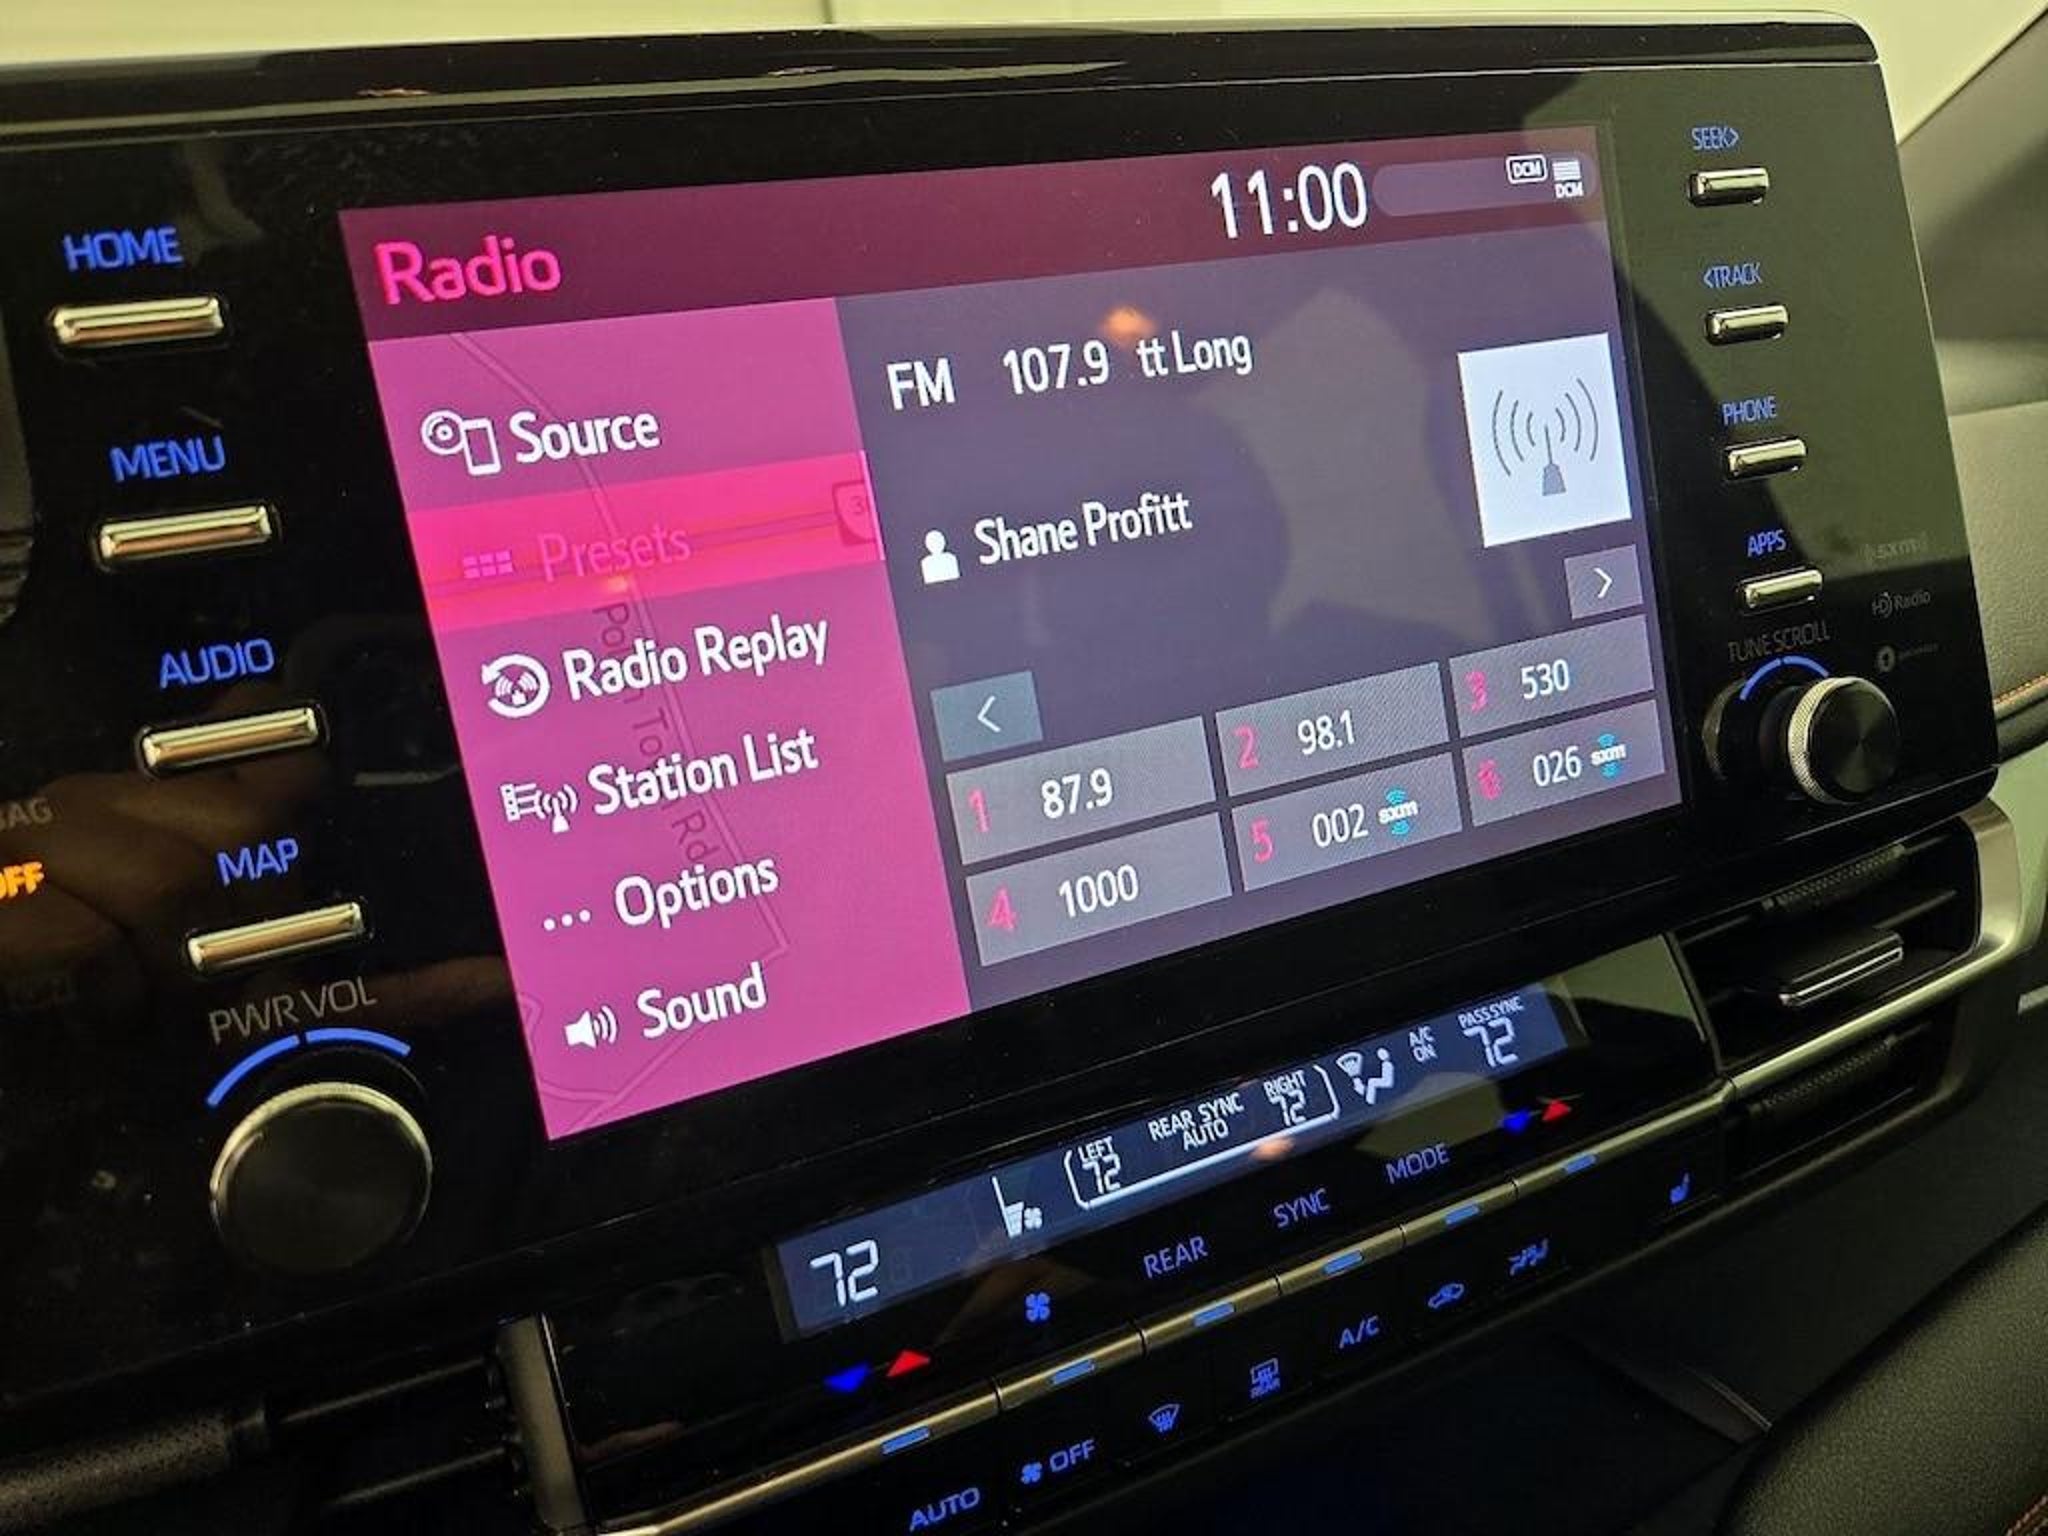 HOME
MENU
AUDIO
MAP
PWR VOL
OFF
Radio
11:00
DCM
DCM
Source
Presets
Radio Replay
Station List
... Options
Sound
FM 107.9 tt Long
Shane Profitt
<
>
1 87.9
2 98.1
3 530
4 1000
5 002 sxm
6 026 sxm
SEEK>
<TRACK
PHONE
APPS
TUNE SCROLL
sxm
HD Radio
72
LEFT
72
REAR SYNC
AUTO
RIGHT
72
A/C
ON
PASS SYNC
72
REAR
SYNC
MODE
AUTO
OFF
REAR
A/C